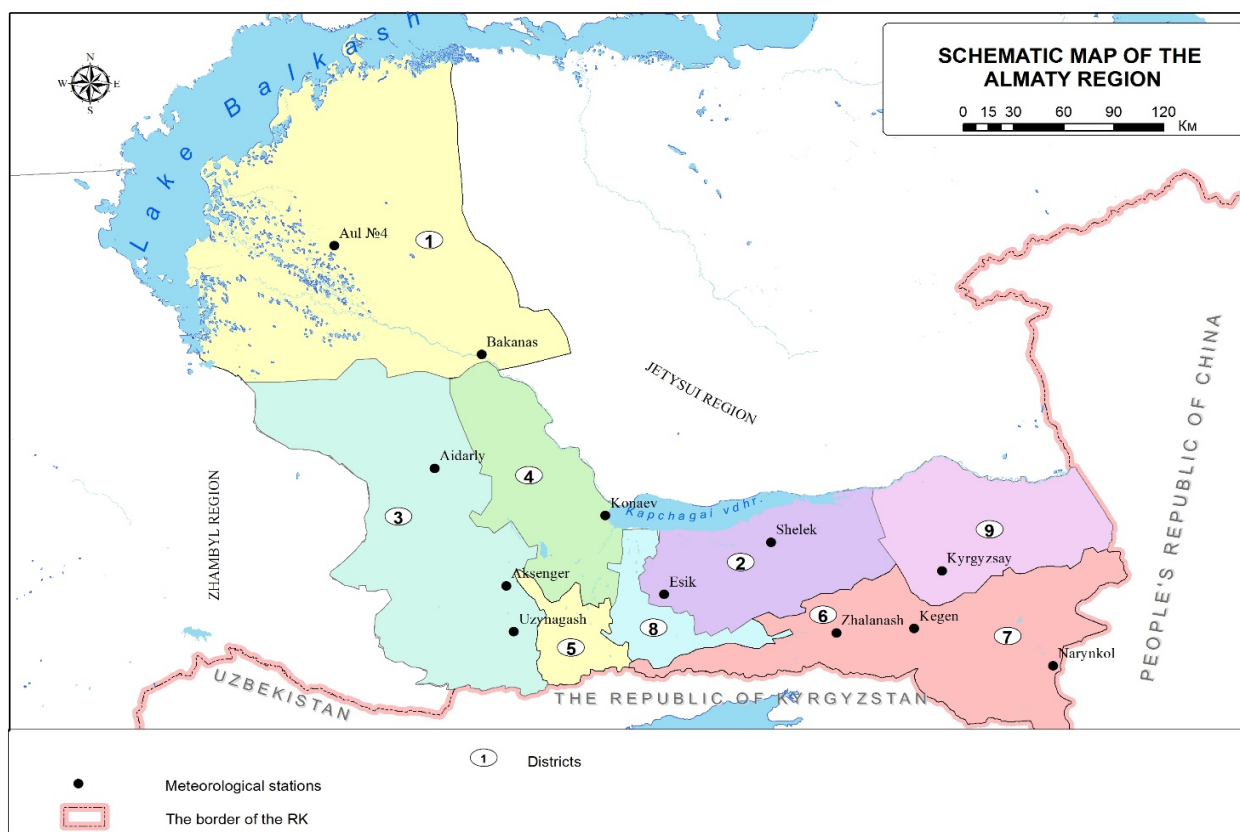 SCHEMATIC MAP OF THE
ALMATY REGION
0 15 30 60 90 120
Км
N
W E
S
Lake Balkash
Aul №4
1
Bakanas
JETYSUI REGION
PEOPLE'S REPUBLIC OF CHINA
Aidarly
4
ZHAMBYL REGION
3
Konaev
Kapchagai vdhr.
Shelek
9
2
Kyrgyzsay
Aksenger
Esik
Uzyhagash
8
6
Zhalanash
Kegen
7
5
Narynkol
UZBEKISTAN
THE REPUBLIC OF KYRGYZSTAN
1 Districts
Meteorological stations
The border of the RK